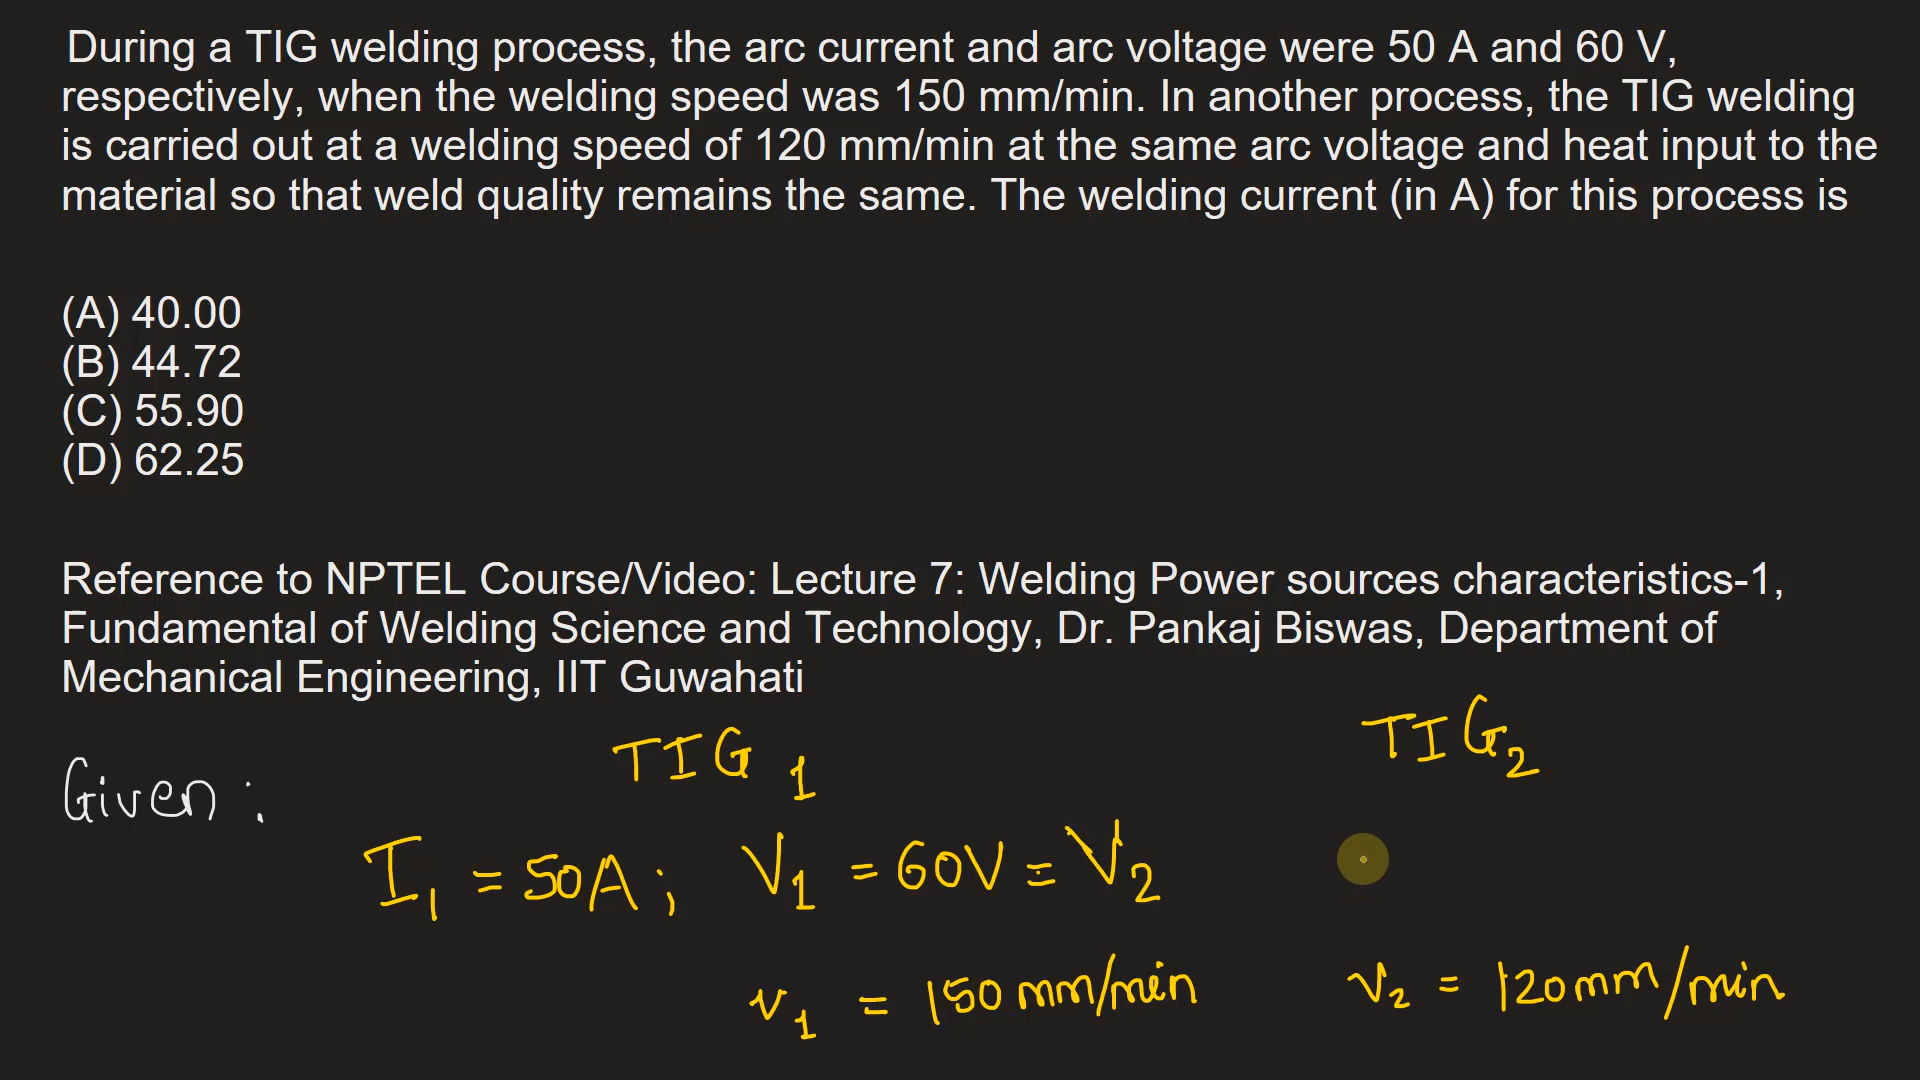 During a TIG welding process, the arc current and arc voltage were 50 A and 60 V,
respectively, when the welding speed was 150 mm/min. In another process, the TIG welding
is carried out at a welding speed of 120 mm/min at the same arc voltage and heat input to the
material so that weld quality remains the same. The welding current (in A) for this process is
(A) 40.00
(B) 44.72
(C) 55.90
(D) 62.25
Reference to NPTEL Course/Video: Lecture 7: Welding Power sources characteristics-1,
Fundamental of Welding Science and Technology, Dr. Pankaj Biswas, Department of
Mechanical Engineering, IIT Guwahati
TIG 1 TIG2
Given:
I1 = 50A; V1 = 60V = V2
v1 = 150 mm/min v2 = 120mm/min